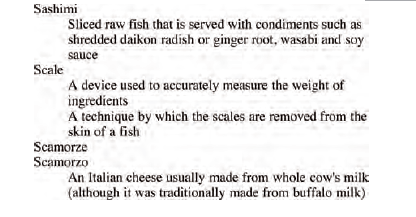 Sashimi
Sliced raw fish that is served with condiments such as
shredded daikon radish or ginger root, wasabi and soy
sauce
Scale
A device used to accurately measure the weight of
ingredients
A technique by which the scales are removed from the
skin of a fish
Scamorze
Scamorzo
An Italian cheese usually made from whole cow's milk
(although it was traditionally made from buffalo milk)